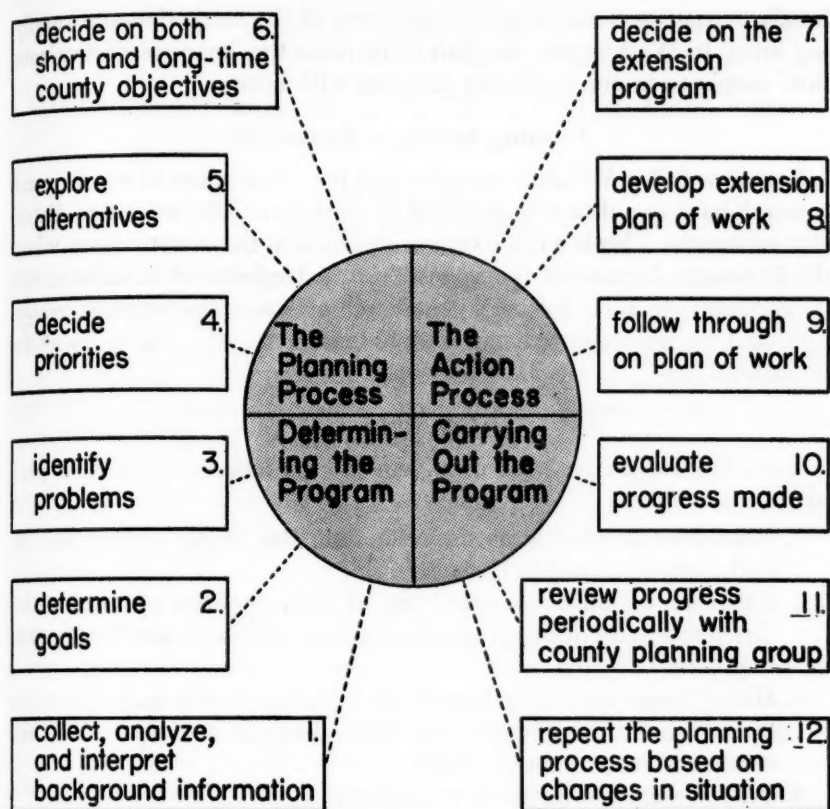 decide on both 6.
short and long-time
county objectives
explore 5.
alternatives
decide 4.
priorities
identify 3.
problems
determine 2.
goals
collect, analyze, 1.
and interpret
background information
The
Planning
Process
Determin-
ing the
Program
The
Action
Process
Carrying
Out the
Program
decide on the 7.
extension
program
develop extension
plan of work 8.
follow through 9.
on plan of work
evaluate 10.
progress made
review progress 11.
periodically with
county planning group
repeat the planning 12.
process based on
changes in situation